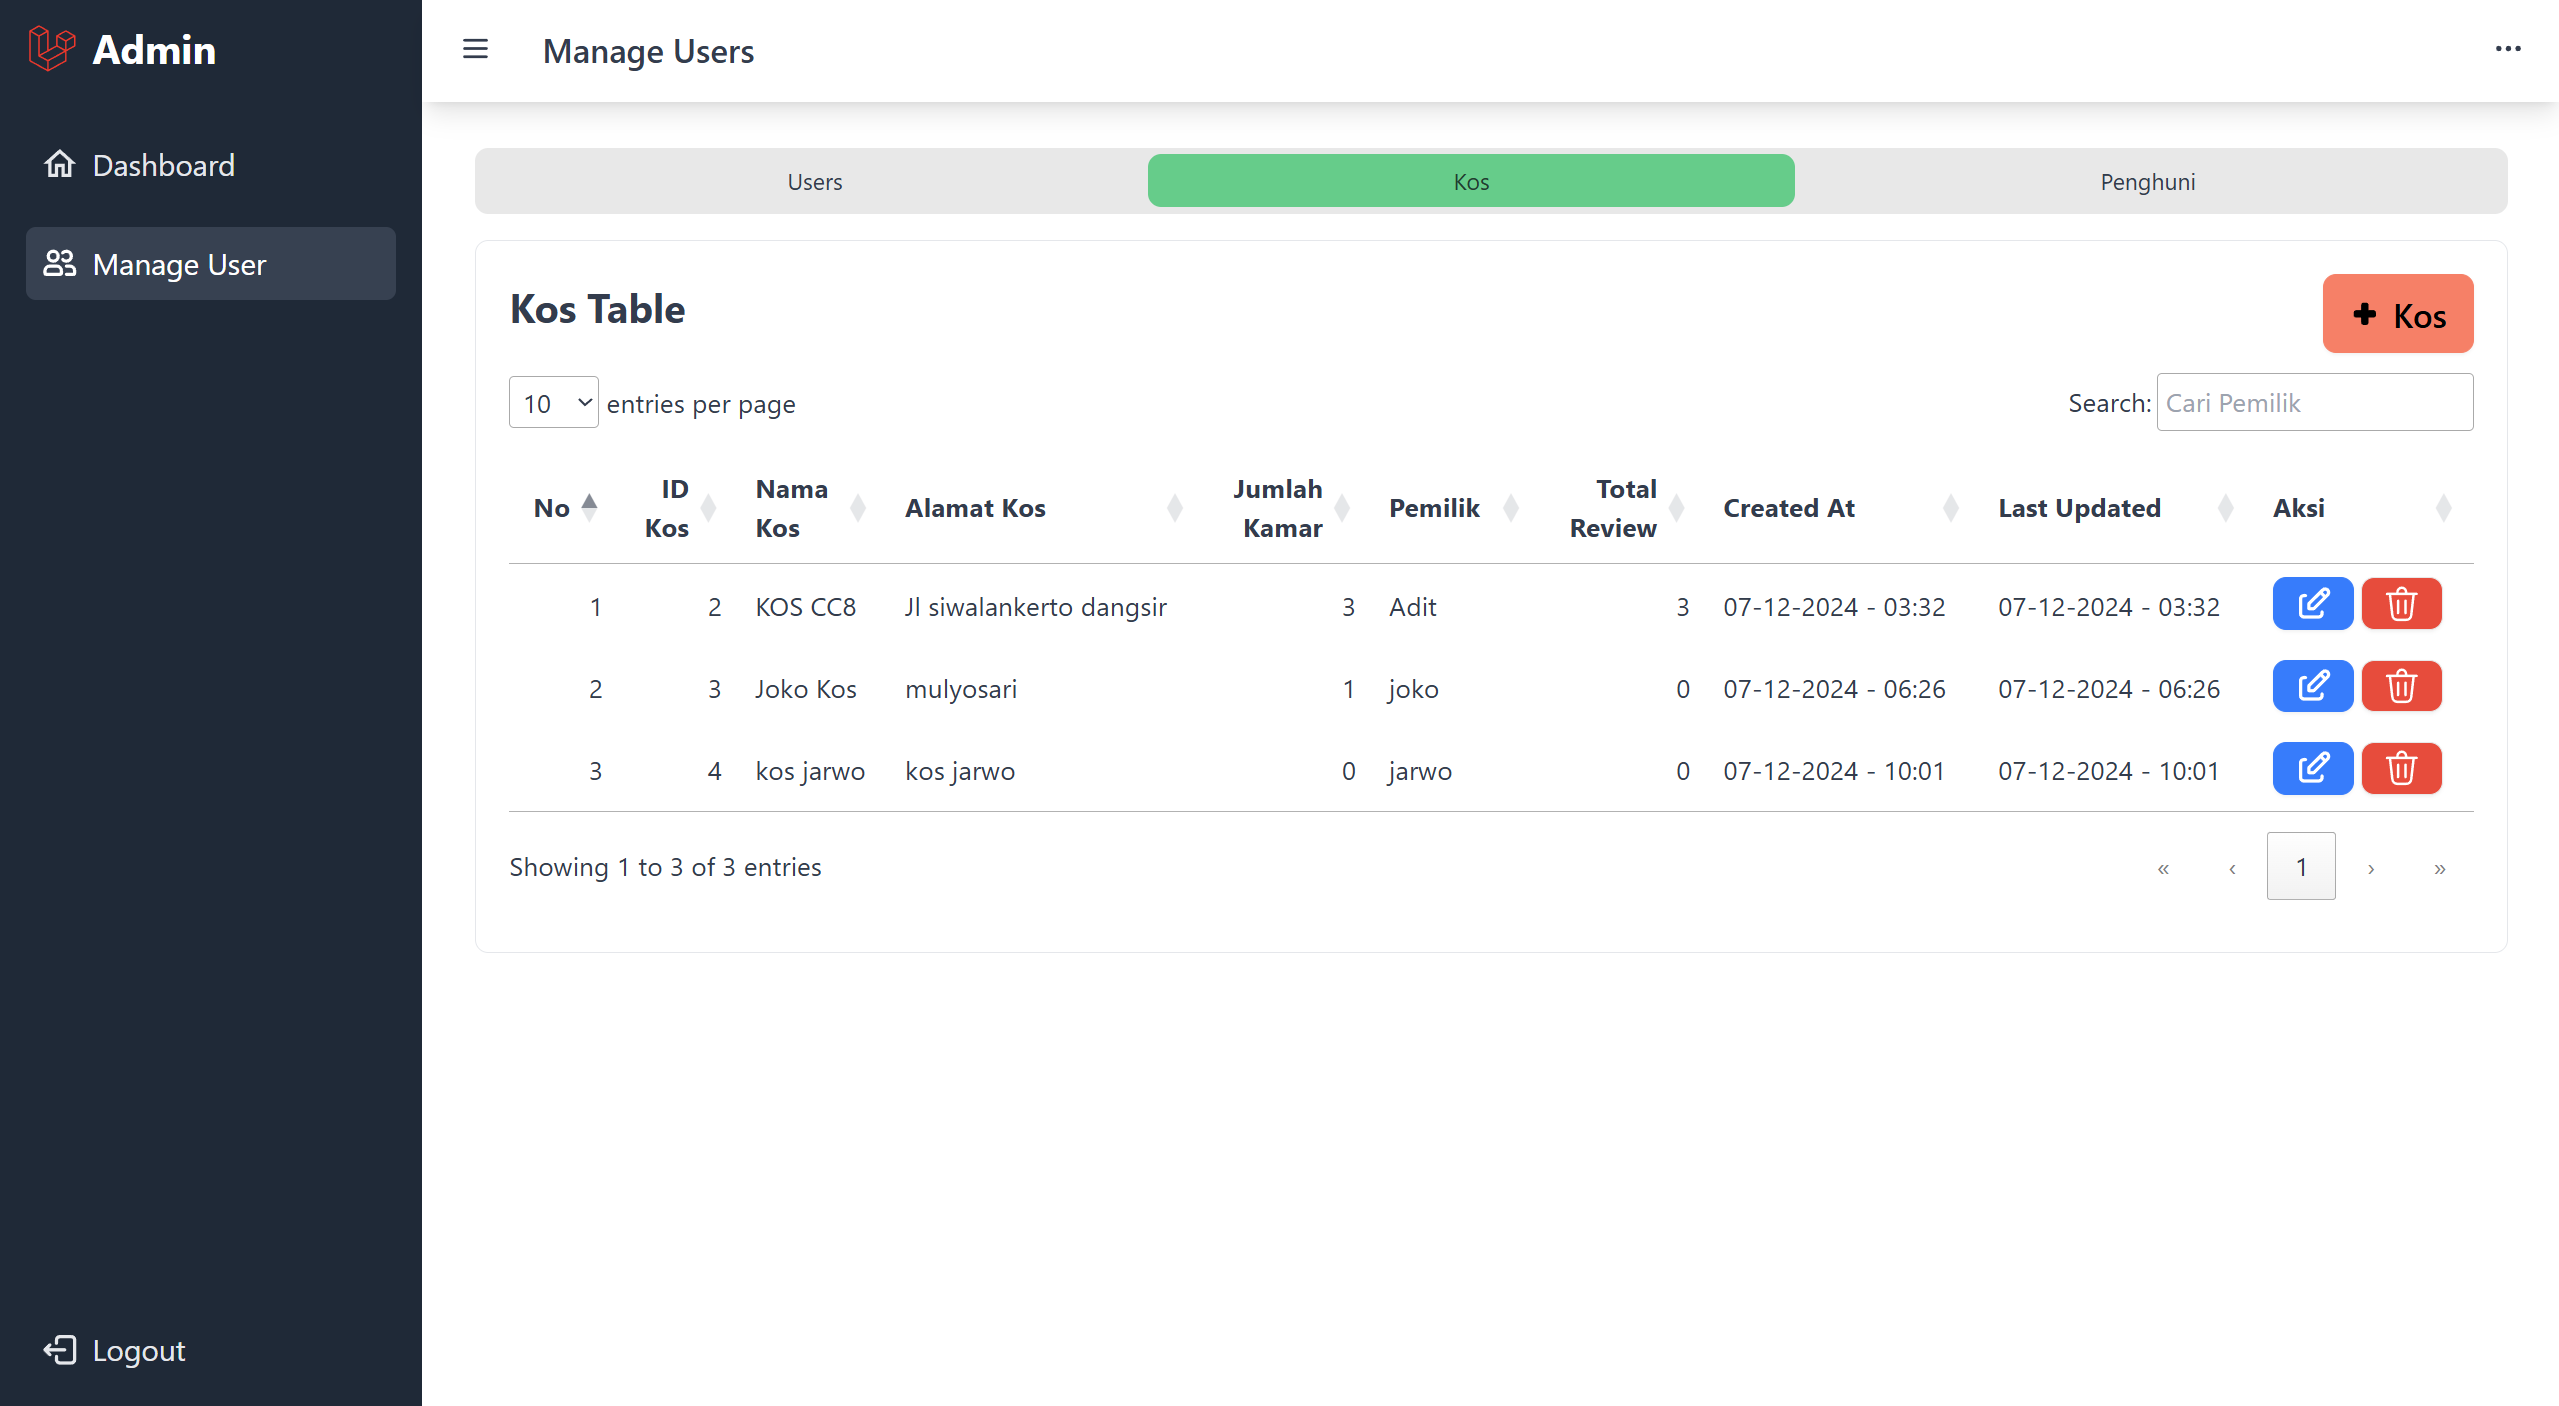 Admin
Dashboard
Manage User
Logout
Manage Users
Users Kos Penghuni
Kos Table
+ Kos
10 entries per page
Search: Cari Pemilik
No ID Kos Nama Kos Alamat Kos Jumlah Kamar Pemilik Total Review Created At Last Updated Aksi
1 2 KOS CC8 Jl siwalankerto dangsir 3 Adit 3 07-12-2024 - 03:32 07-12-2024 - 03:32
2 3 Joko Kos mulyosari 1 joko 0 07-12-2024 - 06:26 07-12-2024 - 06:26
3 4 kos jarwo kos jarwo 0 jarwo 0 07-12-2024 - 10:01 07-12-2024 - 10:01
Showing 1 to 3 of 3 entries
« ‹ 1 › »